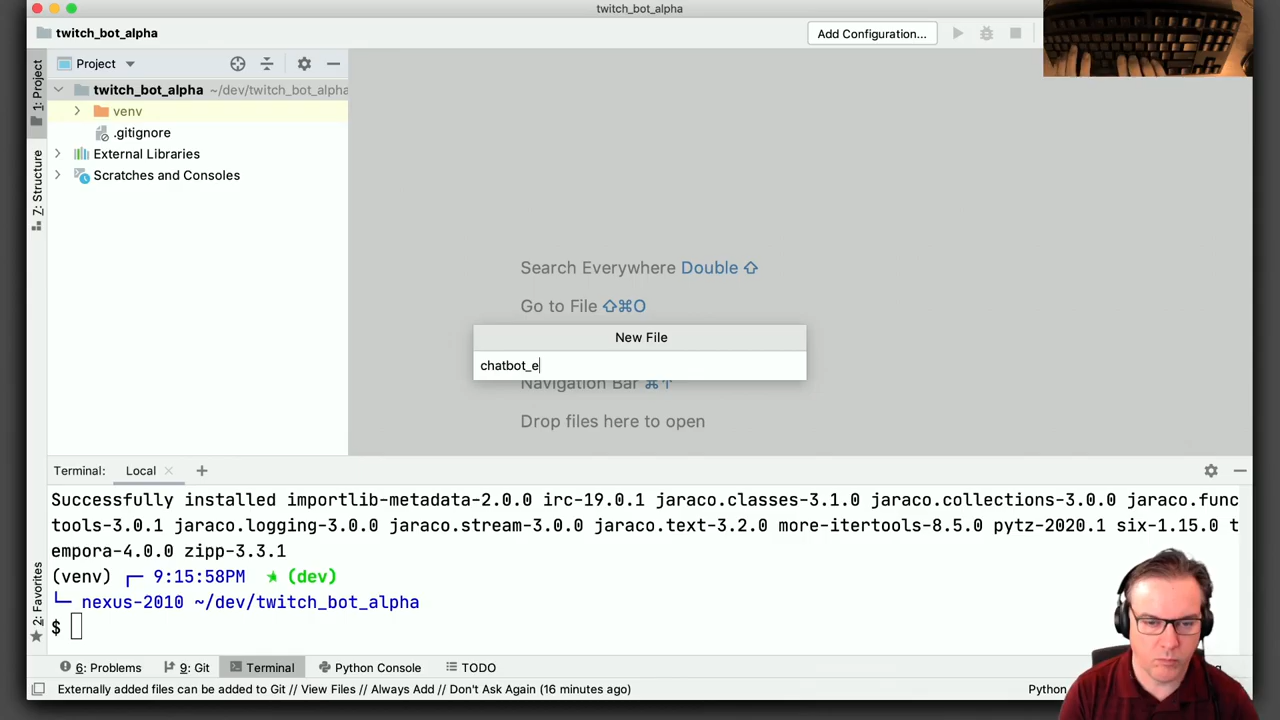 twitch_bot_alpha
twitch_bot_alpha
Add Configuration...
1: Project
Project
twitch_bot_alpha ~/dev/twitch_bot_alpha
venv
.gitignore
External Libraries
Scratches and Consoles
Z: Structure
Search Everywhere Double ⇧
Go to File ⇧⌘O
New File
chatbot_e
Navigation Bar ⌘↑
Drop files here to open
Terminal: Local
Successfully installed importlib-metadata-2.0.0 irc-19.0.1 jaraco.classes-3.1.0 jaraco.collections-3.0.0 jaraco.func
tools-3.0.1 jaraco.logging-3.0.0 jaraco.stream-3.0.0 jaraco.text-3.2.0 more-itertools-8.5.0 pytz-2020.1 six-1.15.0 t
empora-4.0.0 zipp-3.3.1
(venv) ┌─ 9:15:58PM ★ (dev)
└─ nexus-2010 ~/dev/twitch_bot_alpha
$
2: Favorites
6: Problems 9: Git Terminal Python Console TODO
Externally added files can be added to Git // View Files // Always Add // Don't Ask Again (16 minutes ago)
Python